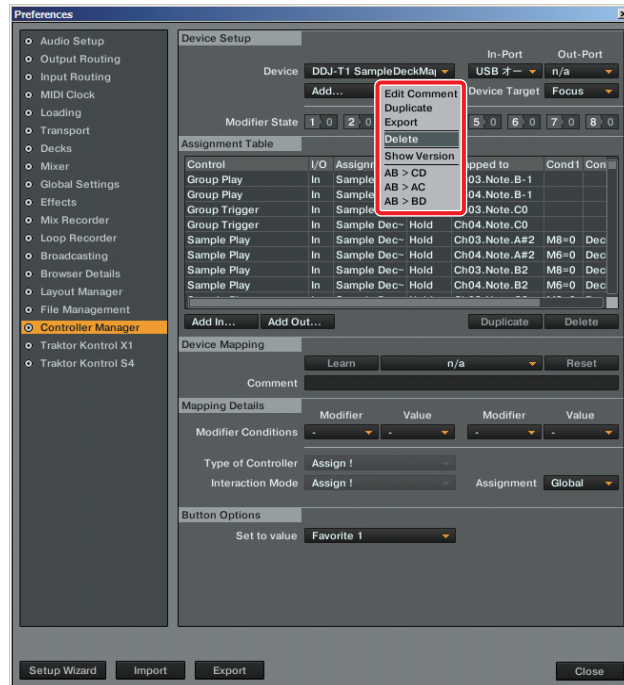 Preferences
Audio Setup
Output Routing
Input Routing
MIDI Clock
Loading
Transport
Decks
Mixer
Global Settings
Effects
Mix Recorder
Loop Recorder
Broadcasting
Browser Details
Layout Manager
File Management
Controller Manager
Traktor Kontrol X1
Traktor Kontrol S4
Device Setup
In-Port Out-Port
Device DDJ-T1 SampleDeckMa USB オー n/a
Add... Device Target Focus
Modifier State 1 0 2 0 5 0 6 0 7 0 8 0
Edit Comment
Duplicate
Export
Delete
Show Version
AB > CD
AB > AC
AB > BD
Assignment Table
Control I/O Assignm apped to Cond1 Con
Group Play In Sample h03.Note.B-1
Group Play In Sample h04.Note.B-1
Group Trigger In Sample h03.Note.C0
Group Trigger In Sample Dec~ Hold Ch04.Note.C0
Sample Play In Sample Dec~ Hold Ch03.Note.A#2 M8=0 Dec
Sample Play In Sample Dec~ Hold Ch04.Note.A#2 M6=0 Dec
Sample Play In Sample Dec~ Hold Ch03.Note.B2 M8=0 Dec
Sample Play In Sample Dec~ Hold Ch04.Note.B2 M6=0 Dec
Add In... Add Out... Duplicate Delete
Device Mapping
Learn n/a Reset
Comment
Mapping Details
Modifier Value Modifier Value
Modifier Conditions - - - -
Type of Controller Assign !
Interaction Mode Assign ! Assignment Global
Button Options
Set to value Favorite 1
Setup Wizard Import Export Close